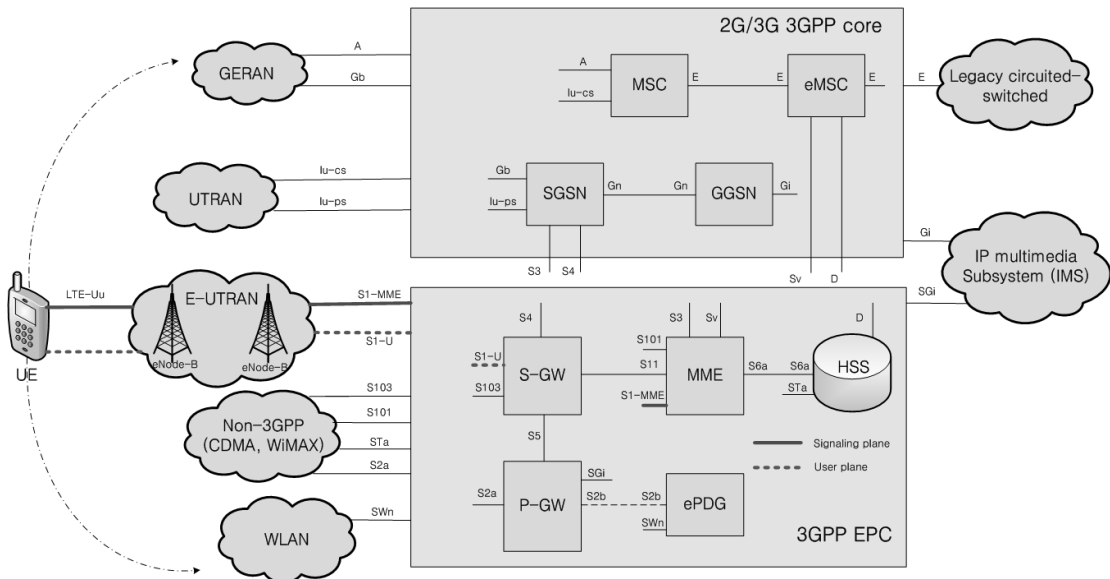 2G/3G 3GPP core
A
GERAN
Gb
A
MSC
E
E
eMSC
E
E
Legacy circuited-
switched
Iu-cs
Iu-cs
UTRAN
Iu-ps
Gb
SGSN
Gn
Gn
GGSN
Gi
Iu-ps
S3
S4
Sv
D
Gi
IP multimedia
Subsystem (IMS)
SGi
LTE-Uu
E-UTRAN
S1-MME
eNode-B
eNode-B
S1-U
UE
S4
S3
Sv
D
S101
S1-U
S-GW
S11
MME
S6a
S6a
HSS
S103
S1-MME
STa
S103
S101
Non-3GPP
(CDMA, WiMAX)
STa
S2a
S5
Signaling plane
User plane
SGi
S2a
P-GW
S2b
S2b
ePDG
SWn
SWn
WLAN
3GPP EPC